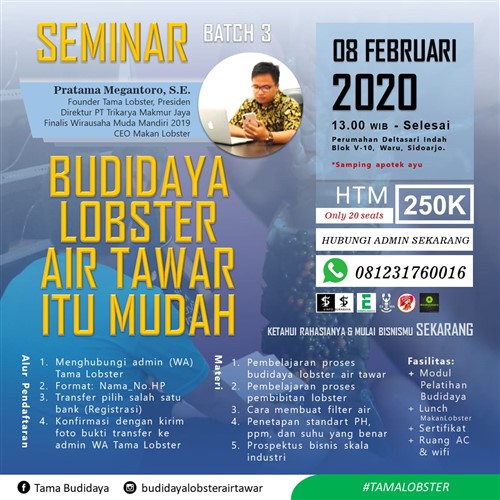 SEMINAR
BATCH 3
Pratama Megantoro, S.E.
Founder Tama Lobster, Presiden
Direktur PT Trikarya Makmur Jaya
Finalis Wirausaha Muda Mandiri 2019
CEO Makan Lobster
08 FEBRUARI
2020
13.00 WIB - Selesai
Perumahan Deltasari Indah
Blok V-10, Waru, Sidoarjo.
*Samping apotek ayu
HTM
Only 20 seats
250K
HUBUNGI ADMIN SEKARANG
081231760016
KETAHUI RAHASIANYA & MULAI BISNISMU SEKARANG
BUDIDAYA
LOBSTER
AIR TAWAR
ITU MUDAH
Alur Pendaftaran
1. Menghubungi admin (WA)
Tama Lobster
2. Format: Nama_No.HP
3. Transfer pilih salah satu
bank (Registrasi)
4. Konfirmasi dengan kirim
foto bukti transfer ke
admin WA Tama Lobster
Materi
1. Pembelajaran proses
budidaya lobster air tawar
2. Pembelajaran proses
pembibitan lobster
3. Cara membuat filter air
4. Penetapan standart PH,
ppm, dan suhu yang benar
5. Prospektus bisnis skala
industri
Fasilitas:
+ Modul
Pelatihan
Budidaya
+ Lunch
MakanLobster
+ Sertifikat
+ Ruang AC
& wifi
Tama Budidaya
budidayalobsterairtawar
#TAMALOBSTER